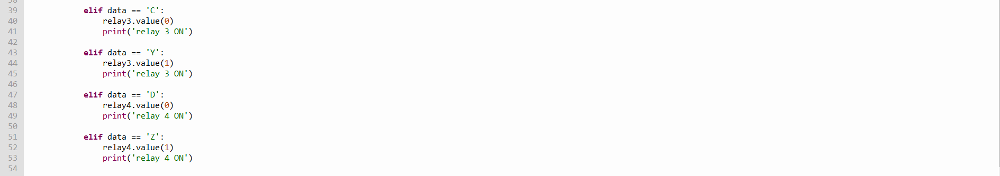 39 elif data == 'C':
40 relay3.value(0)
41 print('relay 3 ON')
42
43 elif data == 'Y':
44 relay3.value(1)
45 print('relay 3 ON')
46
47 elif data == 'D':
48 relay4.value(0)
49 print('relay 4 ON')
50
51 elif data == 'Z':
52 relay4.value(1)
53 print('relay 4 ON')
54